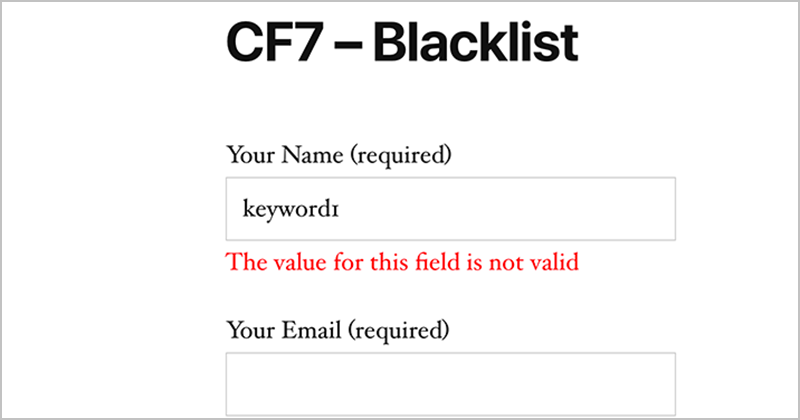 CF7 – Blacklist
Your Name (required)
keyword1
The value for this field is not valid
Your Email (required)